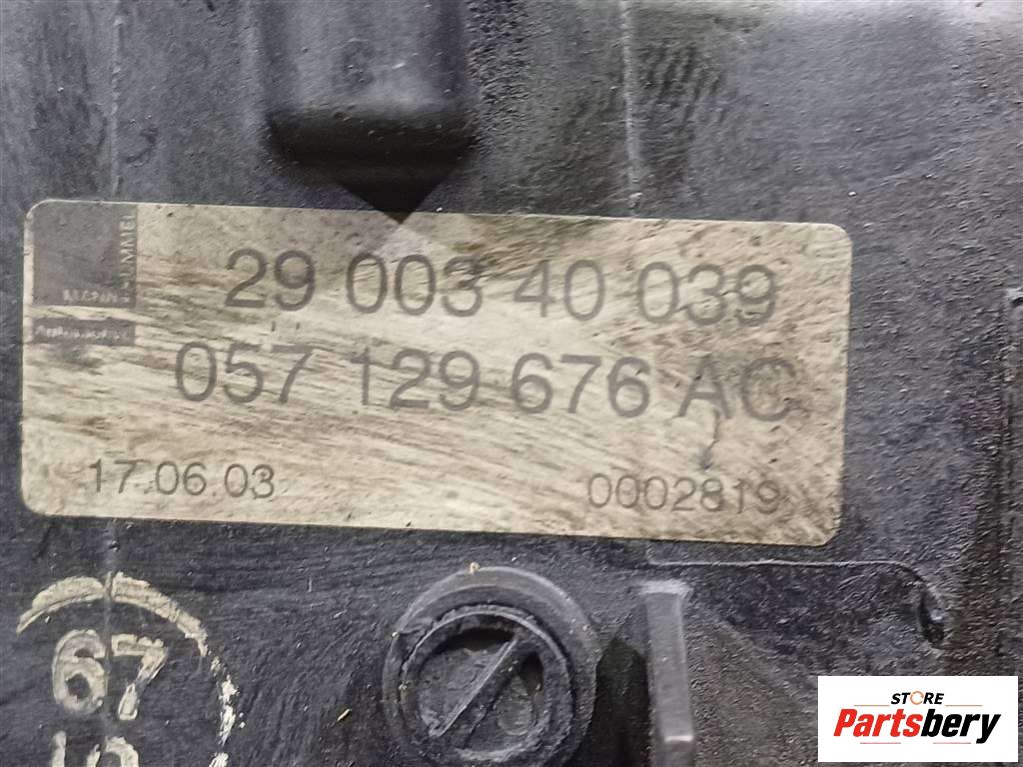 29 003 40 039
057 129 676 AC
17.06.03
0002819
67
STORE
Partsbery